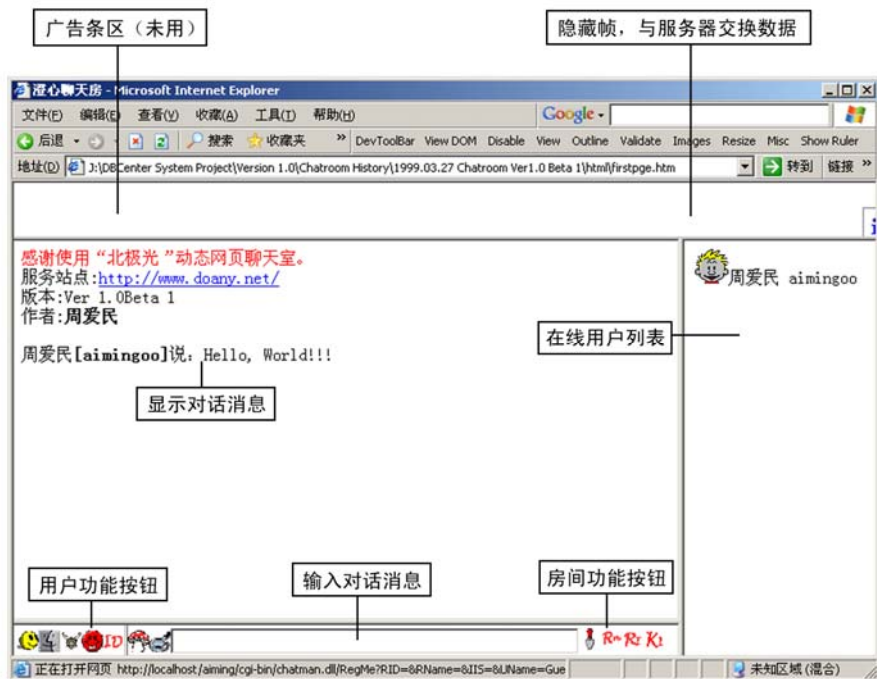 广告条区（未用）
隐藏帧，与服务器交换数据
澄心聊天房 - Microsoft Internet Explorer
文件(F) 编辑(E) 查看(V) 收藏(A) 工具(T) 帮助(H) Google
后退 搜索 收藏夹 » DevToolBar View DOM Disable View Outline Validate Images Resize Misc Show Ruler
地址(D) J:\DBCenter System Project\Version 1.0\Chatroom History\1999.03.27 Chatroom Ver1.0 Beta 1\html\firstpge.htm 转到 链接 »
感谢使用“北极光”动态网页聊天室。
服务站点:http://www.doany.net/
版本:Ver 1.0Beta 1
作者:周爱民
周爱民[aimingoo]说：Hello, World!!!
显示对话消息
周爱民 aimingoo
在线用户列表
用户功能按钮
输入对话消息
房间功能按钮
ID
Rm Rt Kt
正在打开网页 http://localhost/aiming/cgi-bin/chatman.dll/RegMe?RID=&RName=&IIS=&UName=Gue 未知区域(混合)